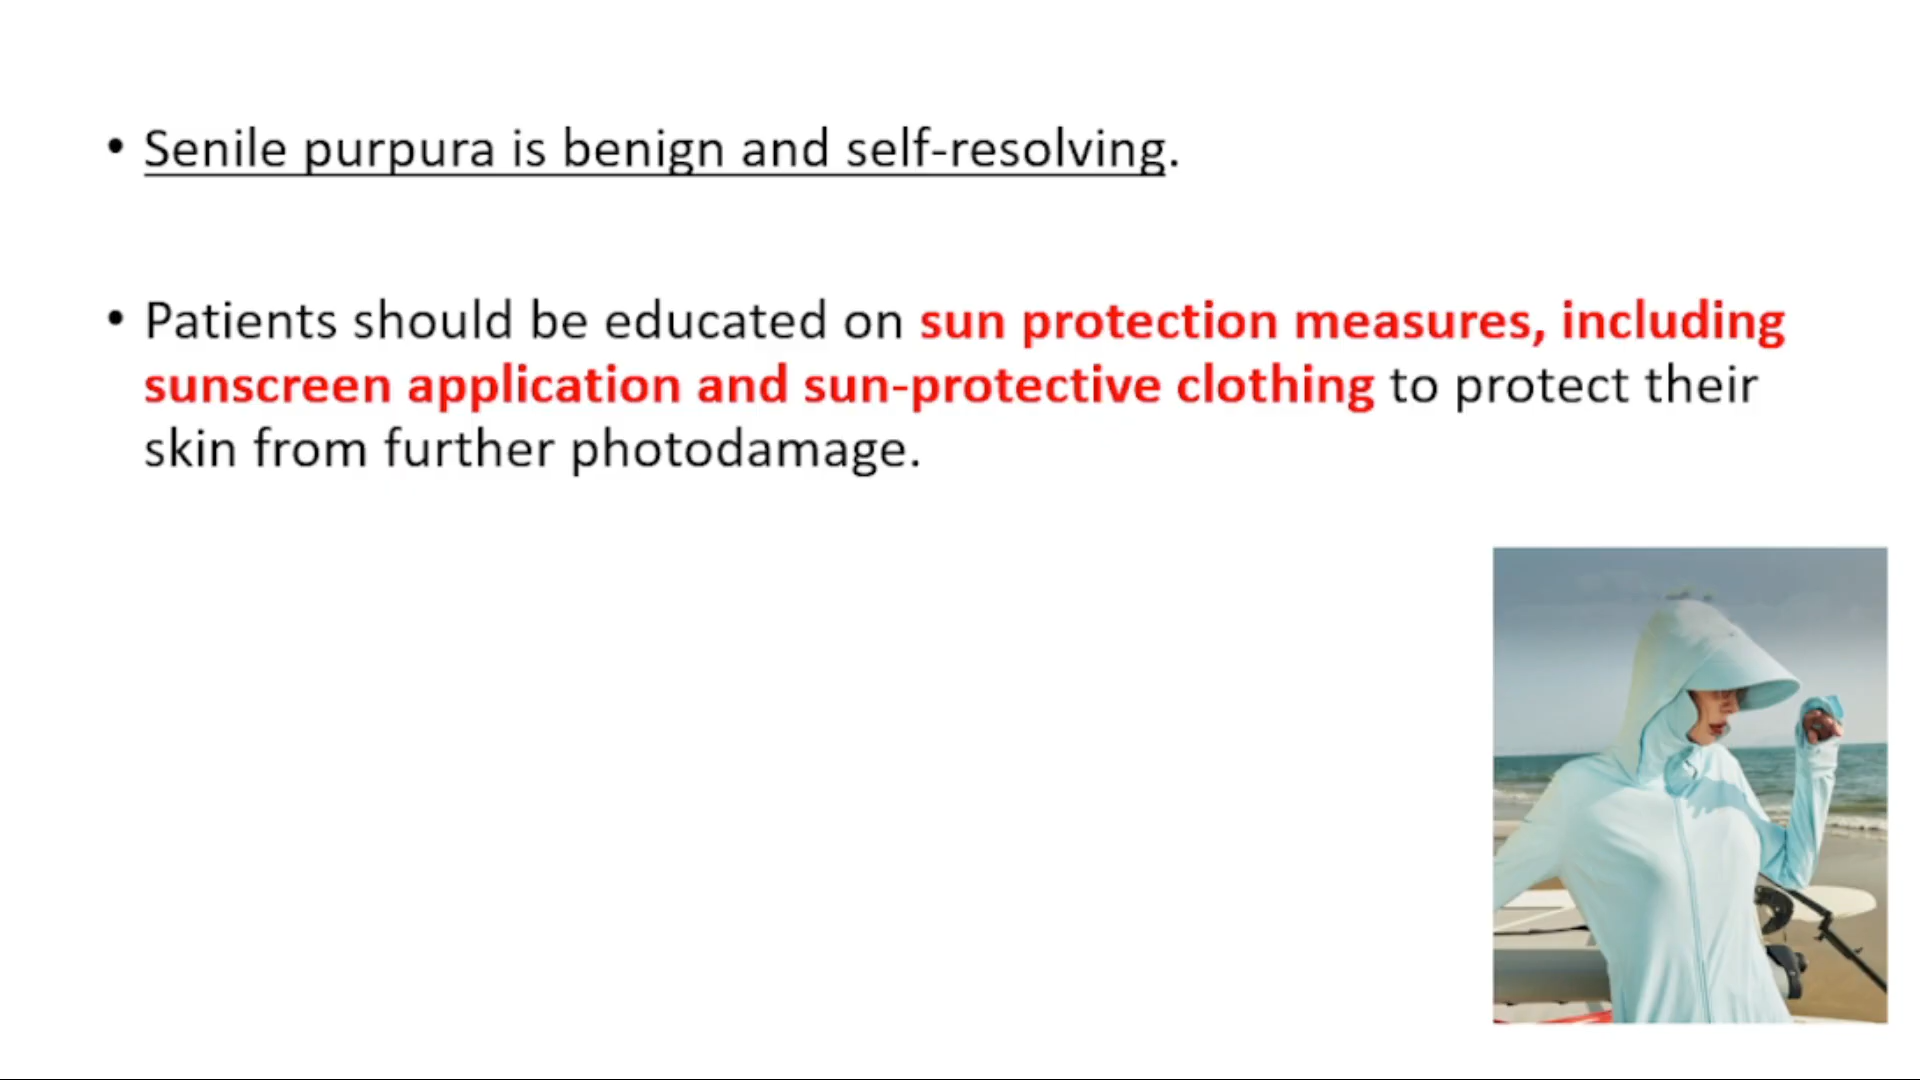 • Senile purpura is benign and self-resolving.
• Patients should be educated on sun protection measures, including
sunscreen application and sun-protective clothing to protect their
skin from further photodamage.